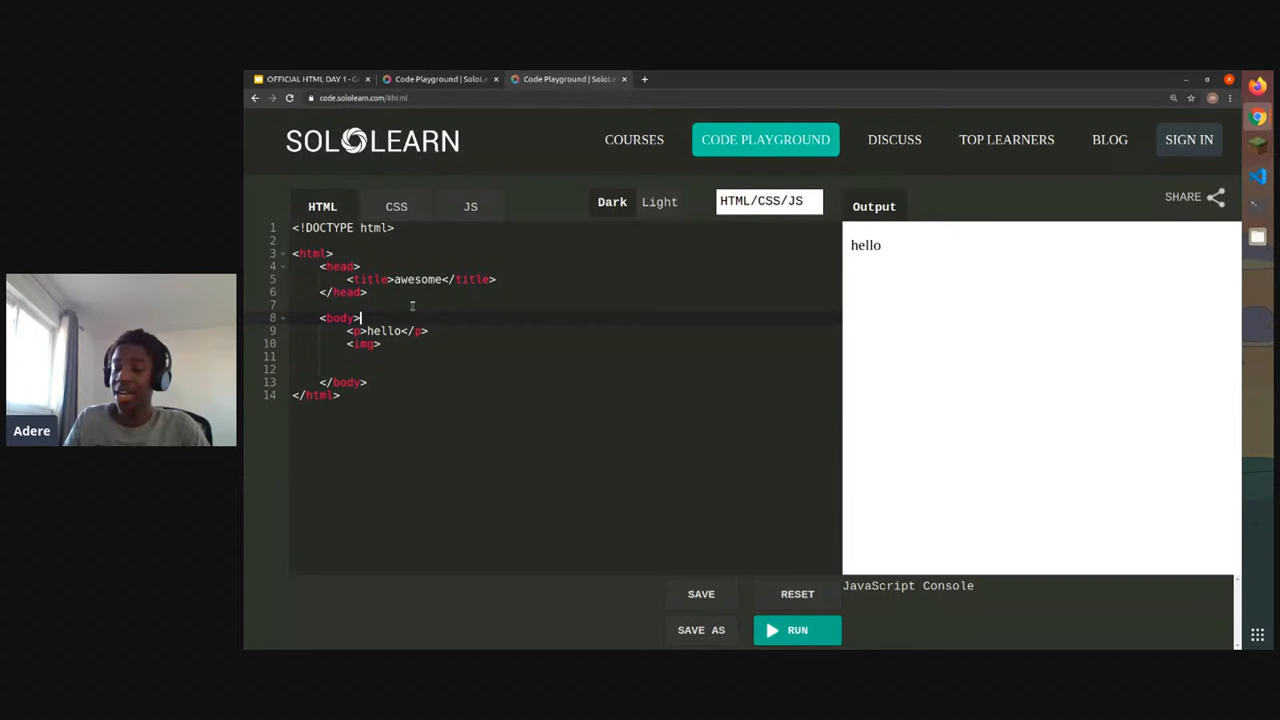 OFFICIAL HTML DAY 1 - G
Code Playground | SoloLe
Code Playground | SoloLe
code.sololearn.com/#html
SOLOLEARN
COURSES
CODE PLAYGROUND
DISCUSS
TOP LEARNERS
BLOG
SIGN IN
HTML
CSS
JS
Dark
Light
HTML/CSS/JS
Output
SHARE
1 <!DOCTYPE html>
2
3 <html>
4 <head>
5 <title>awesome</title>
6 </head>
7
8 <body>
9 <p>hello</p>
10 <img>
11
12
13 </body>
14 </html>
hello
Adere
SAVE
RESET
JavaScript Console
SAVE AS
RUN